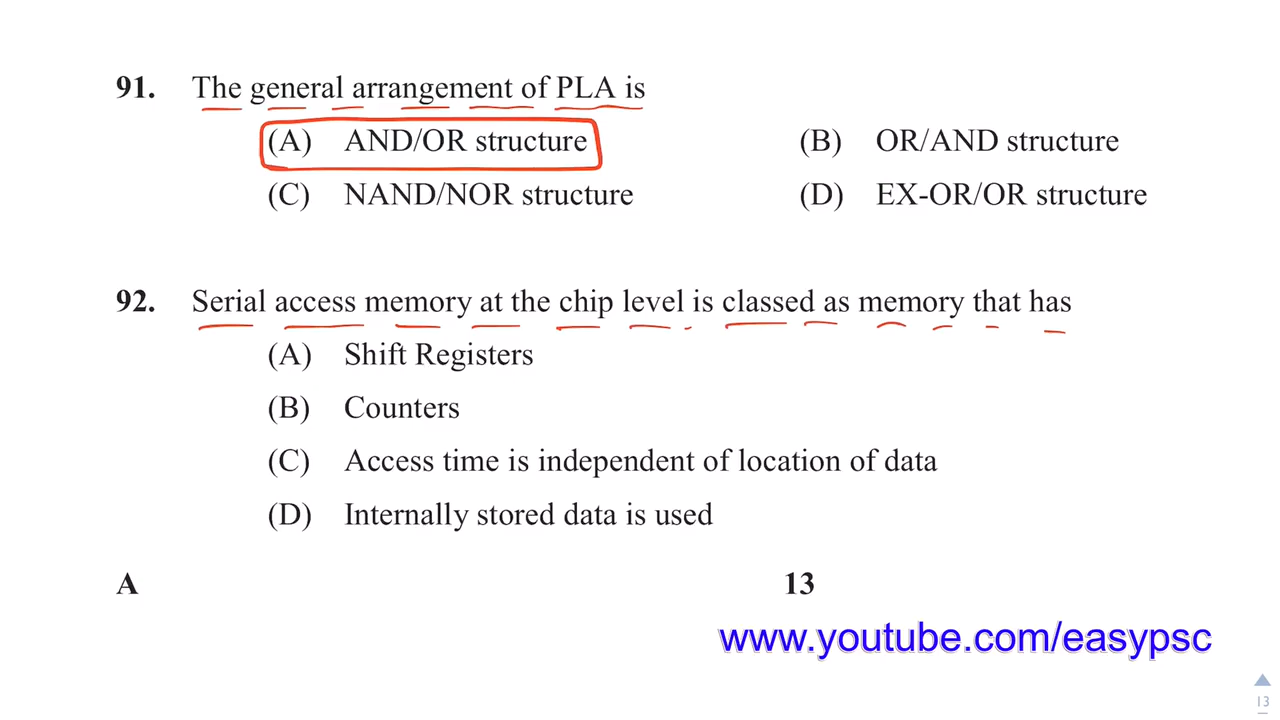 91. The general arrangement of PLA is
(A) AND/OR structure (B) OR/AND structure
(C) NAND/NOR structure (D) EX-OR/OR structure
92. Serial access memory at the chip level is classed as memory that has
(A) Shift Registers
(B) Counters
(C) Access time is independent of location of data
(D) Internally stored data is used
A 13
www.youtube.com/easypsc
13